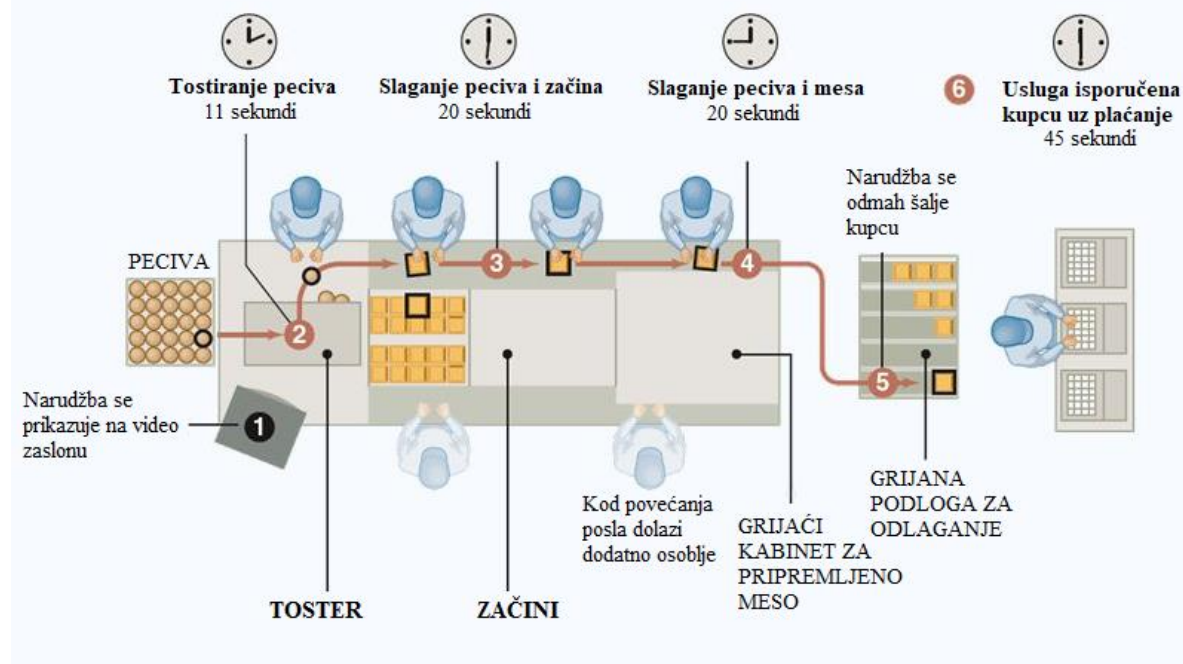 Tostiranje peciva
11 sekundi
Slaganje peciva i začina
20 sekundi
Slaganje peciva i mesa
20 sekundi
6
Usluga isporučena
kupcu uz plaćanje
45 sekundi
Narudžba se
odmah šalje
kupcu
PECIVA
2
3
4
5
Narudžba se
prikazuje na video
zaslonu
1
Kod povećanja
posla dolazi
dodatno osoblje
GRIJAĆI
KABINET ZA
PRIPREMLJENO
MESO
GRIJANA
PODLOGA ZA
ODLAGANJE
TOSTER
ZAČINI